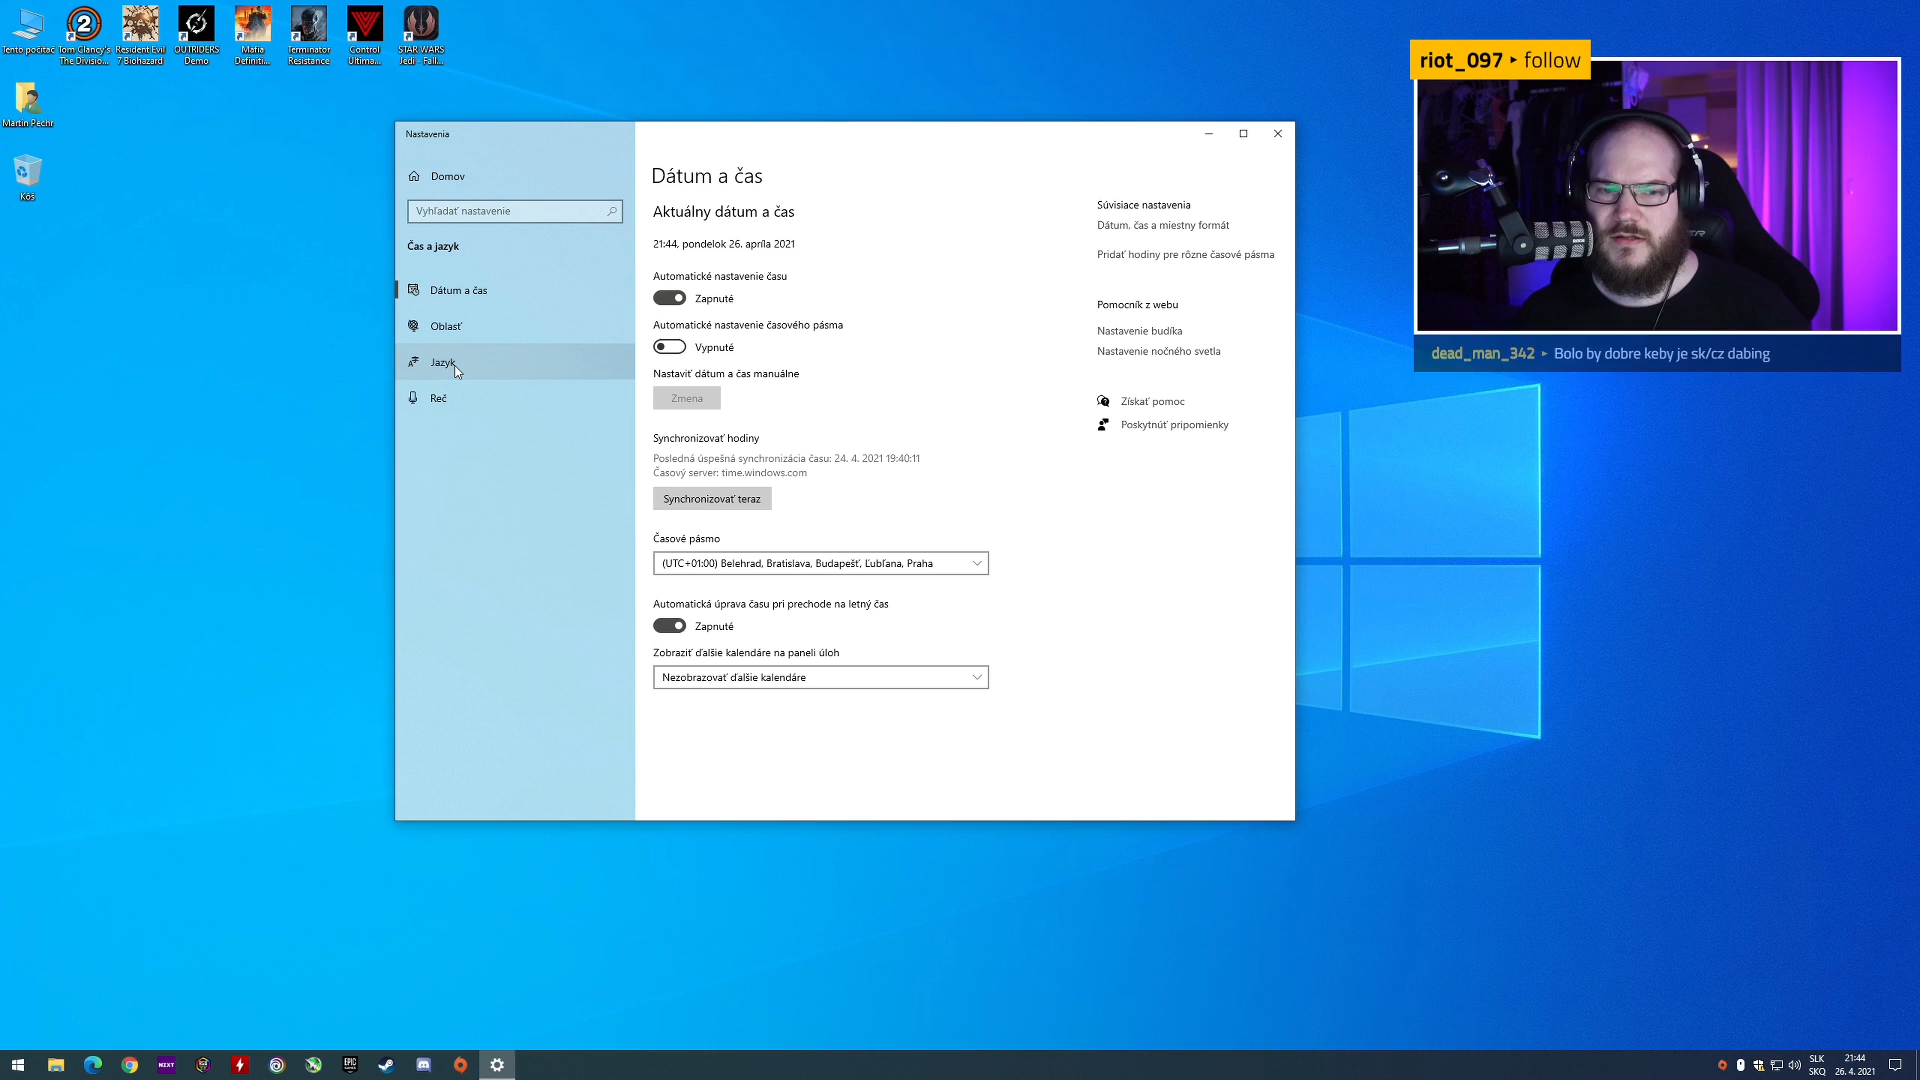 Tento počítač
Tom Clancy's
The Divisio...
Resident Evil
7 Biohazard
OUTRIDERS
Demo
Mafia
Definiti...
Terminator
Resistance
Control
Ultima...
STAR WARS
Jedi - Fall...
Martin Pechr
Kôš
riot_097 ‣ follow
dead_man_342 ‣ Bolo by dobre keby je sk/cz dabing
Nastavenia
Domov
Vyhľadať nastavenie
Čas a jazyk
Dátum a čas
Oblasť
Jazyk
Reč
Dátum a čas
Aktuálny dátum a čas
21:44, pondelok 26. apríla 2021
Automatické nastavenie času
Zapnuté
Automatické nastavenie časového pásma
Vypnuté
Nastaviť dátum a čas manuálne
Zmena
Synchronizovať hodiny
Posledná úspešná synchronizácia času: 24. 4. 2021 19:40:11
Časový server: time.windows.com
Synchronizovať teraz
Časové pásmo
(UTC+01:00) Belehrad, Bratislava, Budapešť, Ľubľana, Praha
Automatická úprava času pri prechode na letný čas
Zapnuté
Zobraziť ďalšie kalendáre na paneli úloh
Nezobrazovať ďalšie kalendáre
Súvisiace nastavenia
Dátum, čas a miestny formát
Pridať hodiny pre rôzne časové pásma
Pomocník z webu
Nastavenie budíka
Nastavenie nočného svetla
Získať pomoc
Poskytnúť pripomienky
NZXT
EPIC
GAMES
SLK
SKQ
21:44
26. 4. 2021